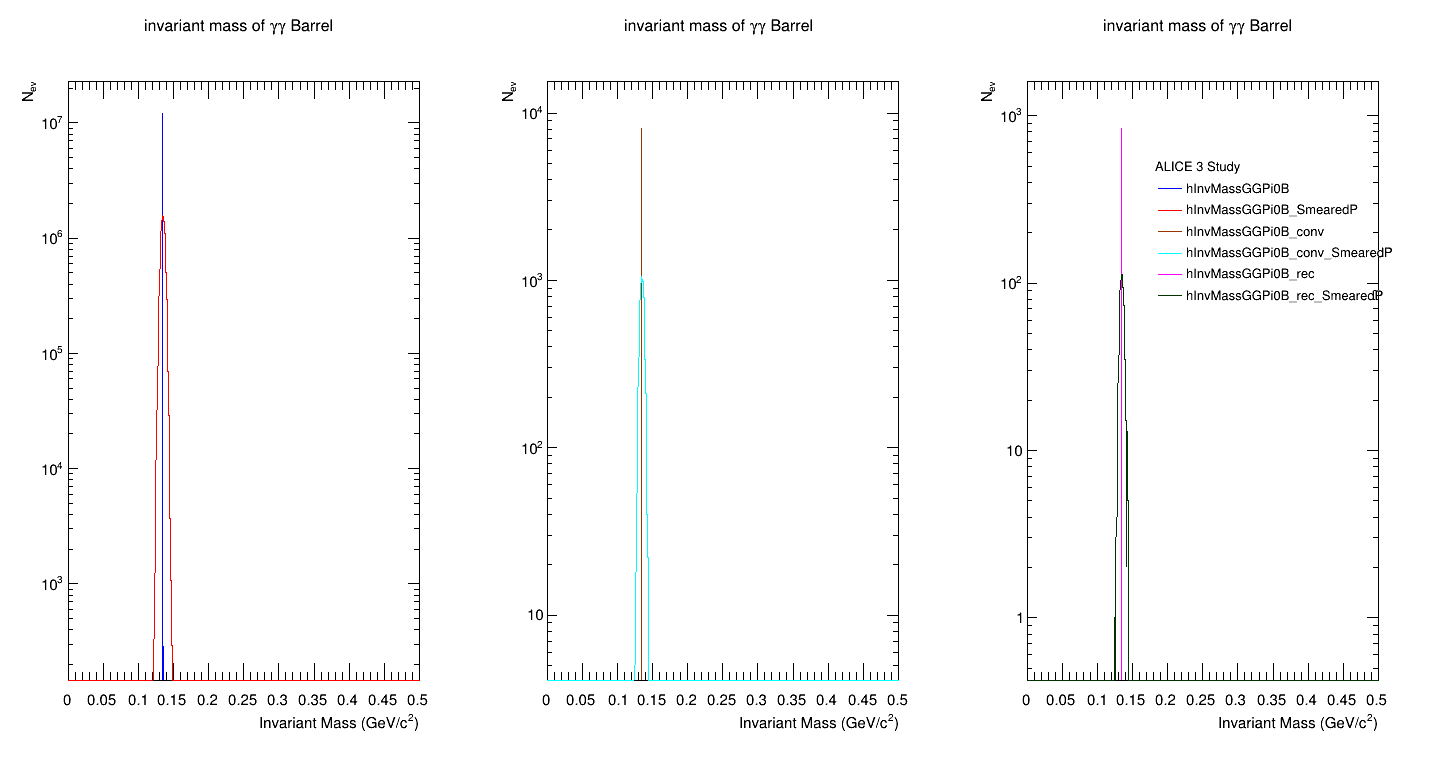 invariant mass of γγ Barrel
N_ev
10^7
10^6
10^5
10^4
10^3
0 0.05 0.1 0.15 0.2 0.25 0.3 0.35 0.4 0.45 0.5
Invariant Mass (GeV/c^2)
invariant mass of γγ Barrel
N_ev
10^4
10^3
10^2
10
0 0.05 0.1 0.15 0.2 0.25 0.3 0.35 0.4 0.45 0.5
Invariant Mass (GeV/c^2)
invariant mass of γγ Barrel
N_ev
10^3
10^2
10
1
ALICE 3 Study
hInvMassGGPi0B
hInvMassGGPi0B_SmearedP
hInvMassGGPi0B_conv
hInvMassGGPi0B_conv_SmearedP
hInvMassGGPi0B_rec
hInvMassGGPi0B_rec_SmearedP
0 0.05 0.1 0.15 0.2 0.25 0.3 0.35 0.4 0.45 0.5
Invariant Mass (GeV/c^2)